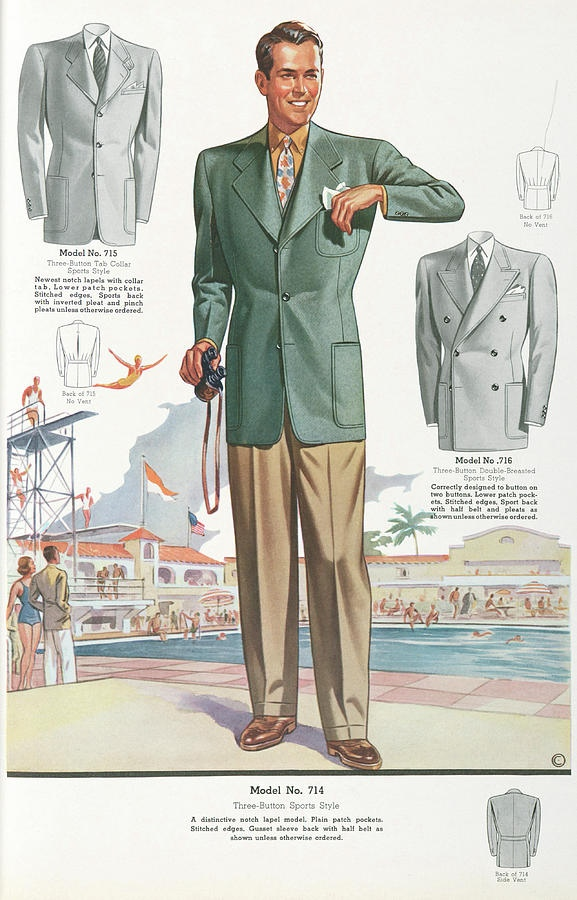 Model No. 715
Three-Button Tab Collar
Sports Style
Newest notch lapels with collar
tab, Lower patch pockets.
Stitched edges, Sports back
with inverted pleat and pinch
pleats unless otherwise ordered.
Back of 715
No Vent
Back of 716
No Vent
Model No .716
Three-Button Double-Breasted
Sports Style
Correctly designed to button on
two buttons. Lower patch pock-
ets, Stitched edges, Sport back
with half belt and pleats as
shown unless otherwise ordered.
©
Model No. 714
Three-Button Sports Style
A distinctive notch lapel model. Plain patch pockets.
Stitched edges. Gusset sleeve back with half belt as
shown unless otherwise ordered.
Back of 714
Side Vent